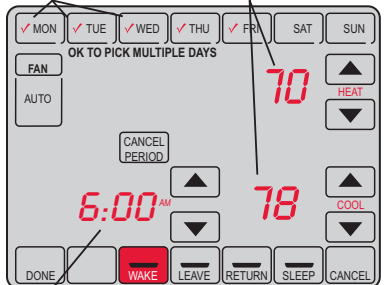 MON TUE WED THU FRI SAT SUN
OK TO PICK MULTIPLE DAYS
FAN
AUTO
70
HEAT
CANCEL
PERIOD
6:00 AM
78
COOL
DONE WAKE LEAVE RETURN SLEEP CANCEL